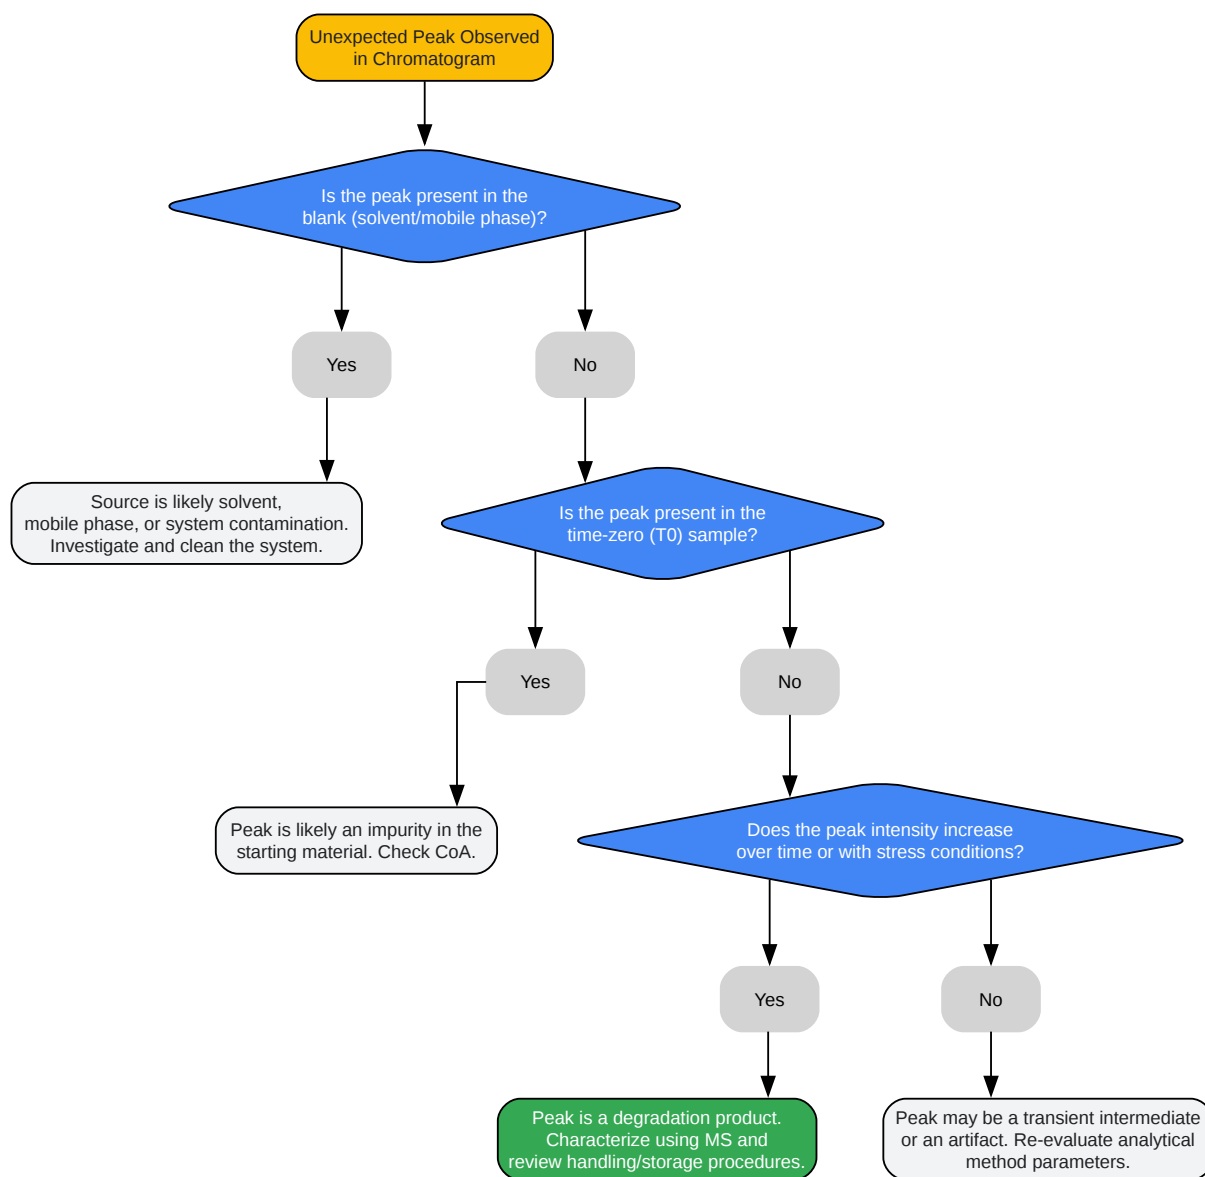 Unexpected Peak Observed
in Chromatogram
Is the peak present in the
blank (solvent/mobile phase)?
Yes
No
Source is likely solvent,
mobile phase, or system contamination.
Investigate and clean the system.
Is the peak present in the
time-zero (T0) sample?
Yes
No
Peak is likely an impurity in the
starting material. Check CoA.
Does the peak intensity increase
over time or with stress conditions?
Yes
No
Peak is a degradation product.
Characterize using MS and
review handling/storage procedures.
Peak may be a transient intermediate
or an artifact. Re-evaluate analytical
method parameters.